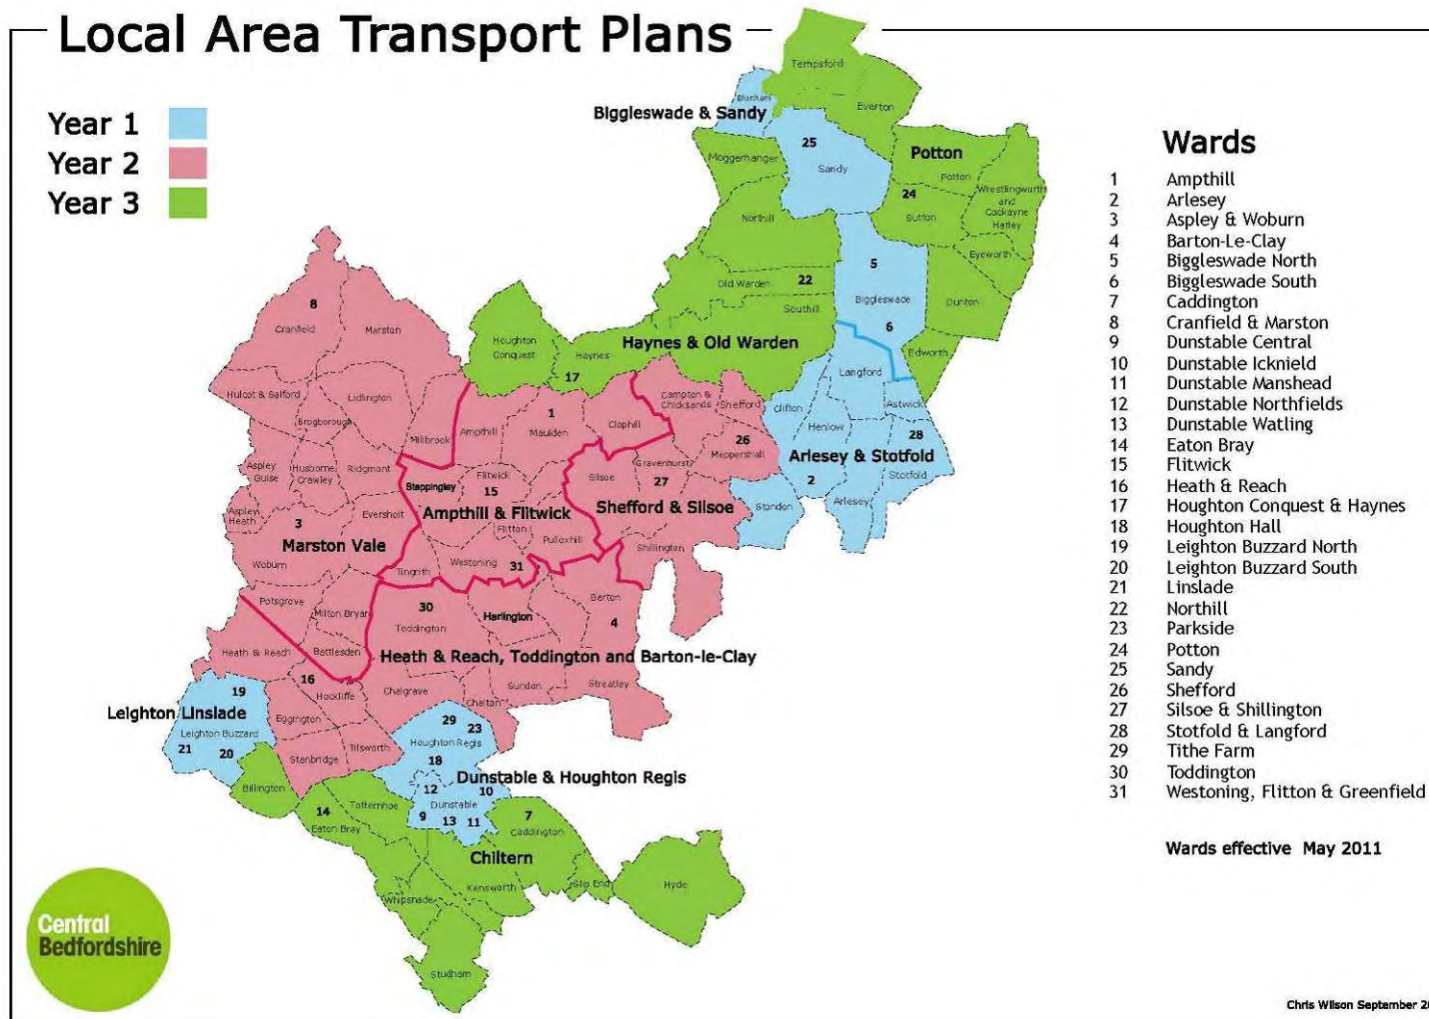 Local Area Transport Plans
Year 1
Year 2
Year 3
Tempsford
Blunham
Everton
Biggleswade & Sandy
25
Sandy
Moggerhanger
Potton
Potton
24
Sutton
Wrestlingworth
and
Cockayne
Hatley
Northill
Eyeworth
5
Old Warden
22
Southill
Biggleswade
Dunton
6
8
Cranfield
Marston
Houghton
Conquest
Haynes & Old Warden
Haynes
17
Edworth
Langford
Astwick
Hulcot & Salford
Lidlington
Brogborough
Millbrook
Ampthill
1
Maulden
Clophill
Campton &
Chicksands
Shefford
Clifton
Henlow
28
26
Meppershall
Arlesey & Stotfold
Aspley
Guise
Husborne
Crawley
Ridgmont
Steppingley
Flitwick
15
Silsoe
Gravenhurst
27
2
Stotfold
Aspley
Heath
3
Eversholt
Ampthill & Flitwick
Shefford & Silsoe
Stondon
Arlesey
Flitton
Pulloxhill
Marston Vale
Shillington
Woburn
Tingrith
Westoning
31
Potsgrove
Milton Bryan
30
Toddington
Harlington
Barton
4
Heath & Reach
Battlesden
Heath & Reach, Toddington and Barton-le-Clay
16
Hockliffe
Chalgrave
Sundon
Streatley
19
Chalton
Leighton Linslade
Eggington
29
23
Leighton Buzzard
21
20
Houghton Regis
Tilsworth
Stanbridge
18
Dunstable & Houghton Regis
Billington
Totternhoe
12
10
Dunstable
14
Eaton Bray
9
13
11
7
Caddington
Chiltern
Kensworth
Slip End
Hyde
Whipsnade
Studham
Wards
1 Ampthill
2 Arlesey
3 Aspley & Woburn
4 Barton-Le-Clay
5 Biggleswade North
6 Biggleswade South
7 Caddington
8 Cranfield & Marston
9 Dunstable Central
10 Dunstable Icknield
11 Dunstable Manshead
12 Dunstable Northfields
13 Dunstable Watling
14 Eaton Bray
15 Flitwick
16 Heath & Reach
17 Houghton Conquest & Haynes
18 Houghton Hall
19 Leighton Buzzard North
20 Leighton Buzzard South
21 Linslade
22 Northill
23 Parkside
24 Potton
25 Sandy
26 Shefford
27 Silsoe & Shillington
28 Stotfold & Langford
29 Tithe Farm
30 Toddington
31 Westoning, Flitton & Greenfield
Wards effective May 2011
Central
Bedfordshire
Chris Wilson September